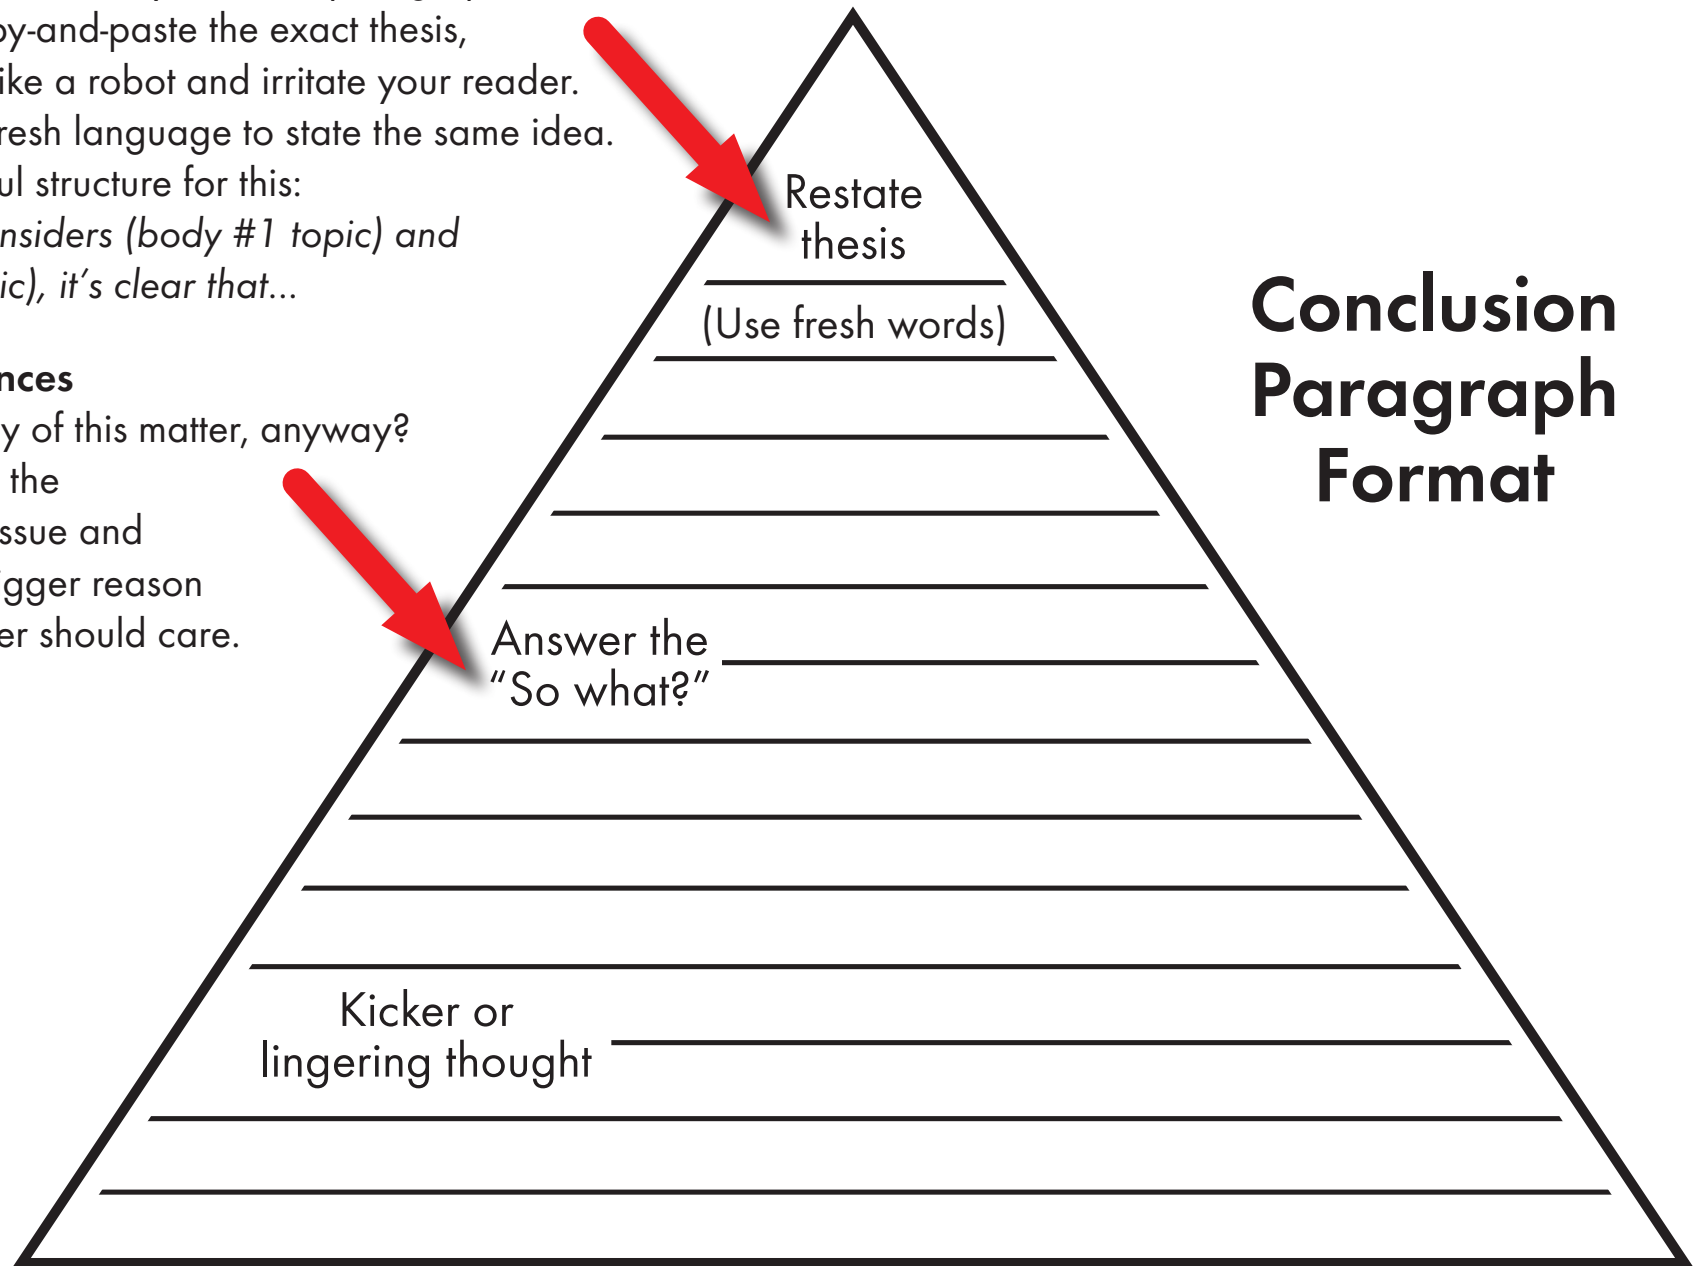 by-and-paste the exact thesis,
ike a robot and irritate your reader.
resh language to state the same idea.
ul structure for this:
nsiders (body #1 topic) and
ic), it's clear that...
nces
y of this matter, anyway?
the
ssue and
igger reason
er should care.
Restate
thesis
(Use fresh words)
Answer the
"So what?"
Kicker or
lingering thought
Conclusion
Paragraph
Format